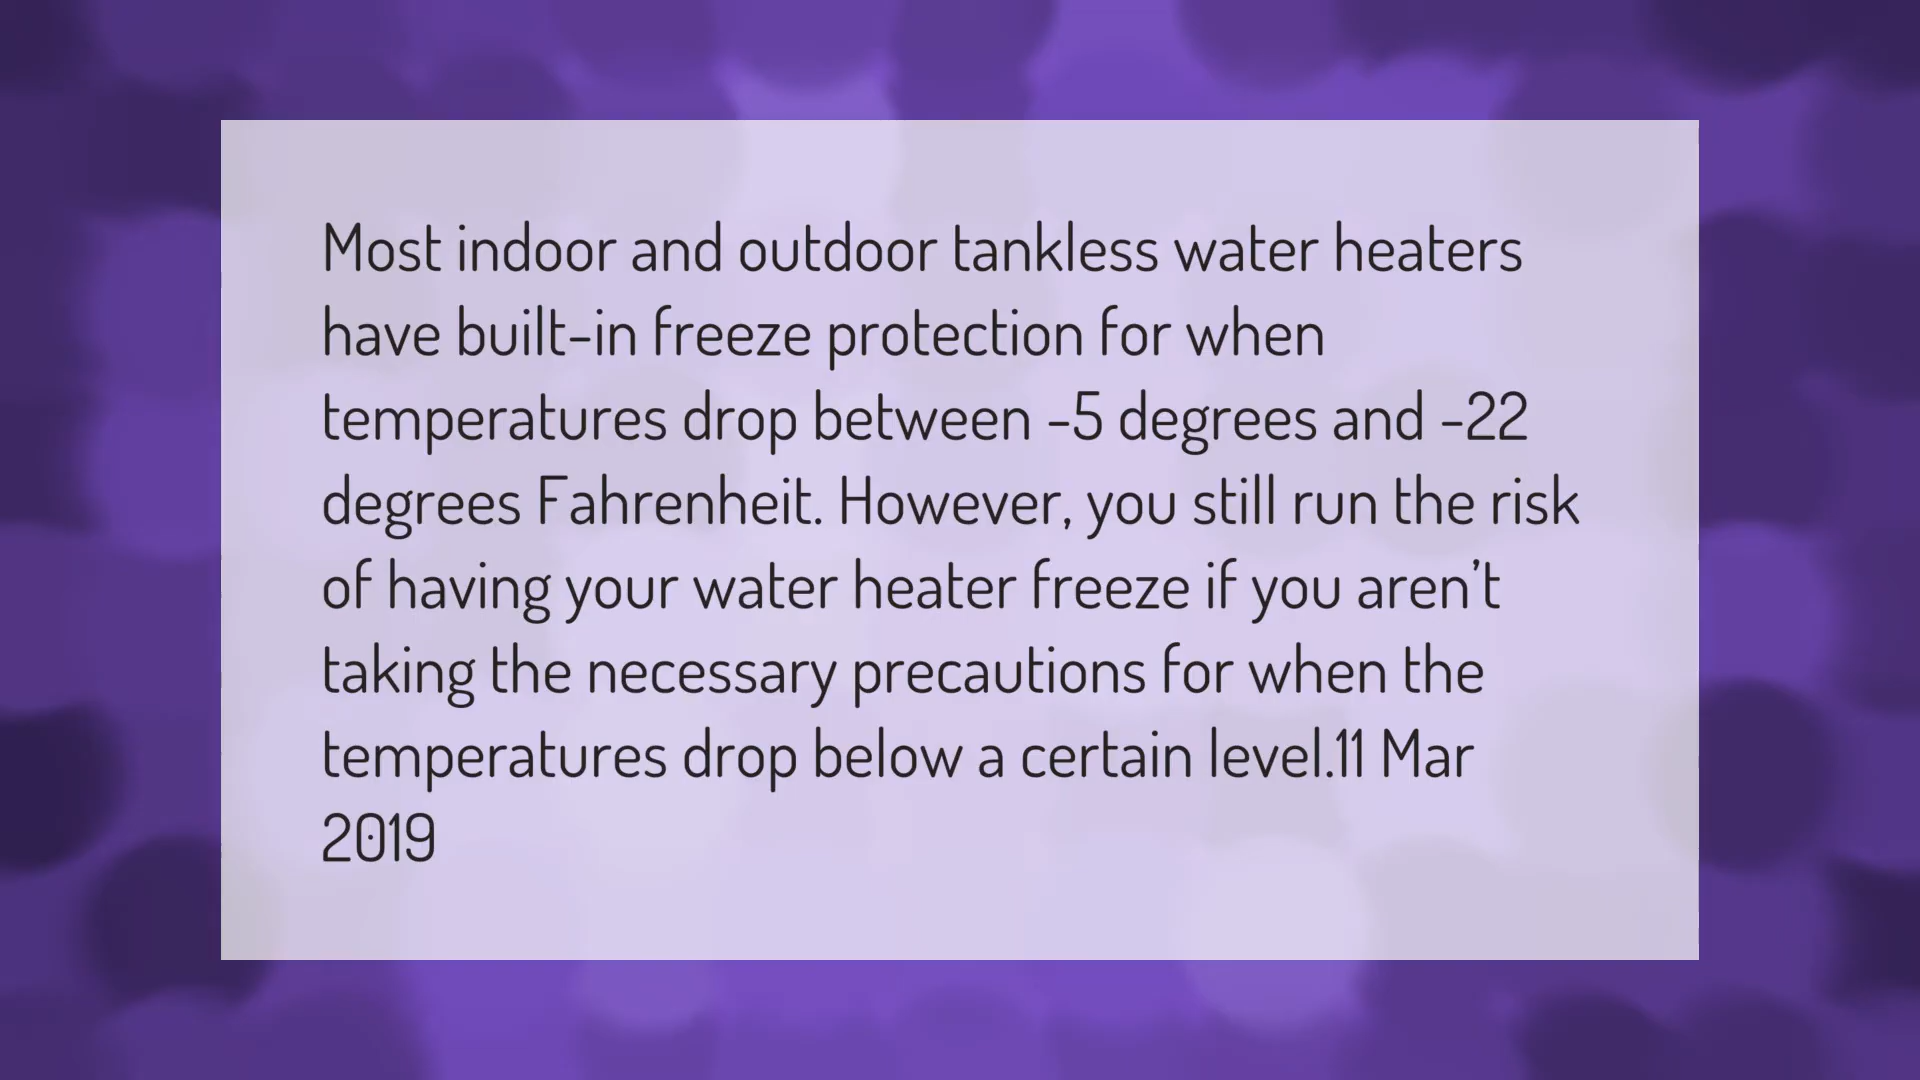 Most indoor and outdoor tankless water heaters
have built-in freeze protection for when
temperatures drop between -5 degrees and -22
degrees Fahrenheit. However, you still run the risk
of having your water heater freeze if you aren't
taking the necessary precautions for when the
temperatures drop below a certain level.11 Mar
2019